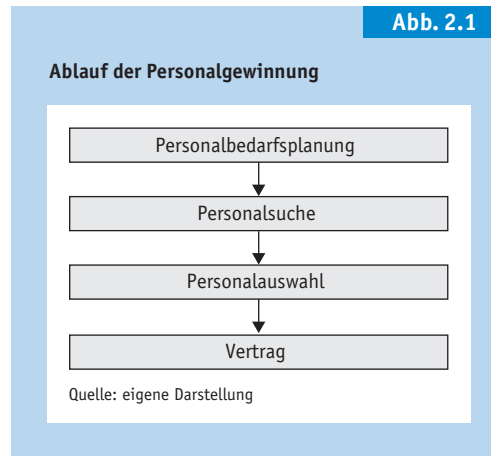 Abb. 2.1
Ablauf der Personalgewinnung
Personalbedarfsplanung
Personalsuche
Personalauswahl
Vertrag
Quelle: eigene Darstellung